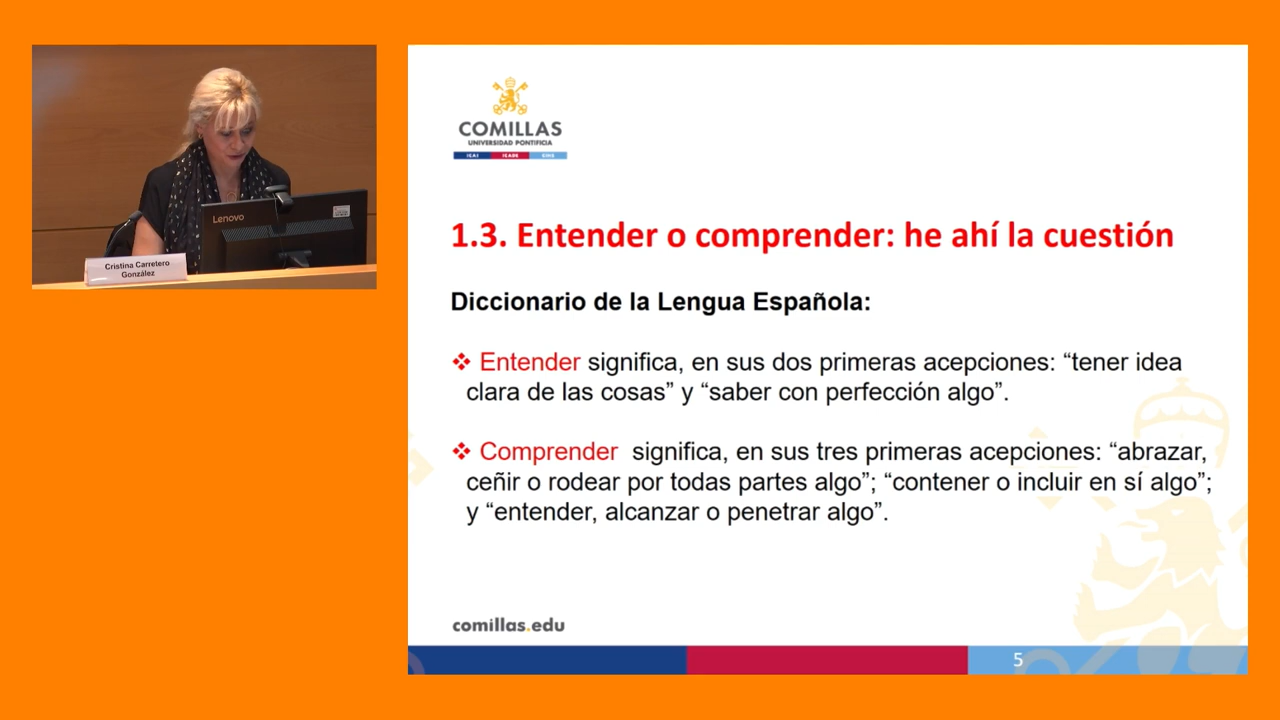 Lenovo
Cristina Carretero
González
COMILLAS
UNIVERSIDAD PONTIFICIA
ICAI ICADE CIHS
1.3. Entender o comprender: he ahí la cuestión
Diccionario de la Lengua Española:
❖ Entender significa, en sus dos primeras acepciones: “tener idea
clara de las cosas” y “saber con perfección algo”.
❖ Comprender significa, en sus tres primeras acepciones: “abrazar,
ceñir o rodear por todas partes algo”; “contener o incluir en sí algo”;
y “entender, alcanzar o penetrar algo”.
comillas.edu
5